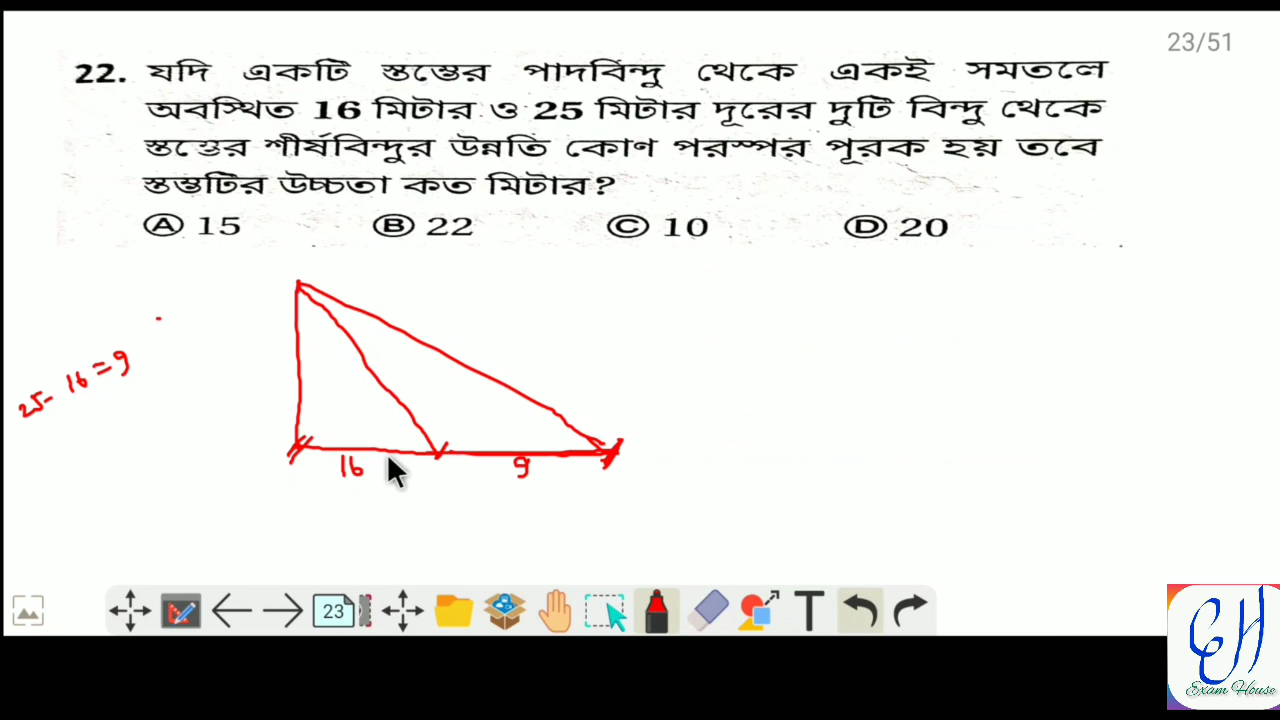 23/51
22. যদি একটি স্তম্ভের পাদবিন্দু থেকে একই সমতলে
অবস্থিত 16 মিটার ও 25 মিটার দূরের দুটি বিন্দু থেকে
স্তম্ভের শীর্ষবিন্দুর উন্নতি কোণ পরস্পর পূরক হয় তবে
স্তম্ভটির উচ্চতা কত মিটার?
Ⓐ 15 Ⓑ 22 Ⓒ 10 Ⓓ 20
25-16=9
16 9
23
T
EH
Exam House